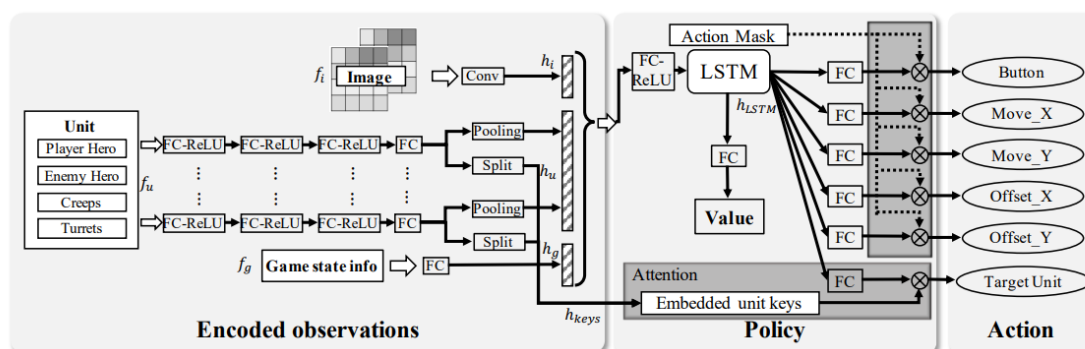 f_i
Image
Conv
h_i
Unit
Player Hero
Enemy Hero
Creeps
Turrets
f_u
FC-ReLU
FC-ReLU
FC-ReLU
FC
Pooling
Split
h_u
FC-ReLU
FC-ReLU
FC-ReLU
FC
Pooling
Split
f_g
Game state info
FC
h_g
h_keys
Encoded observations
Action Mask
FC-
ReLU
LSTM
h_LSTM
FC
Value
FC
FC
FC
FC
FC
Attention
FC
Embedded unit keys
Policy
Button
Move_X
Move_Y
Offset_X
Offset_Y
Target Unit
Action